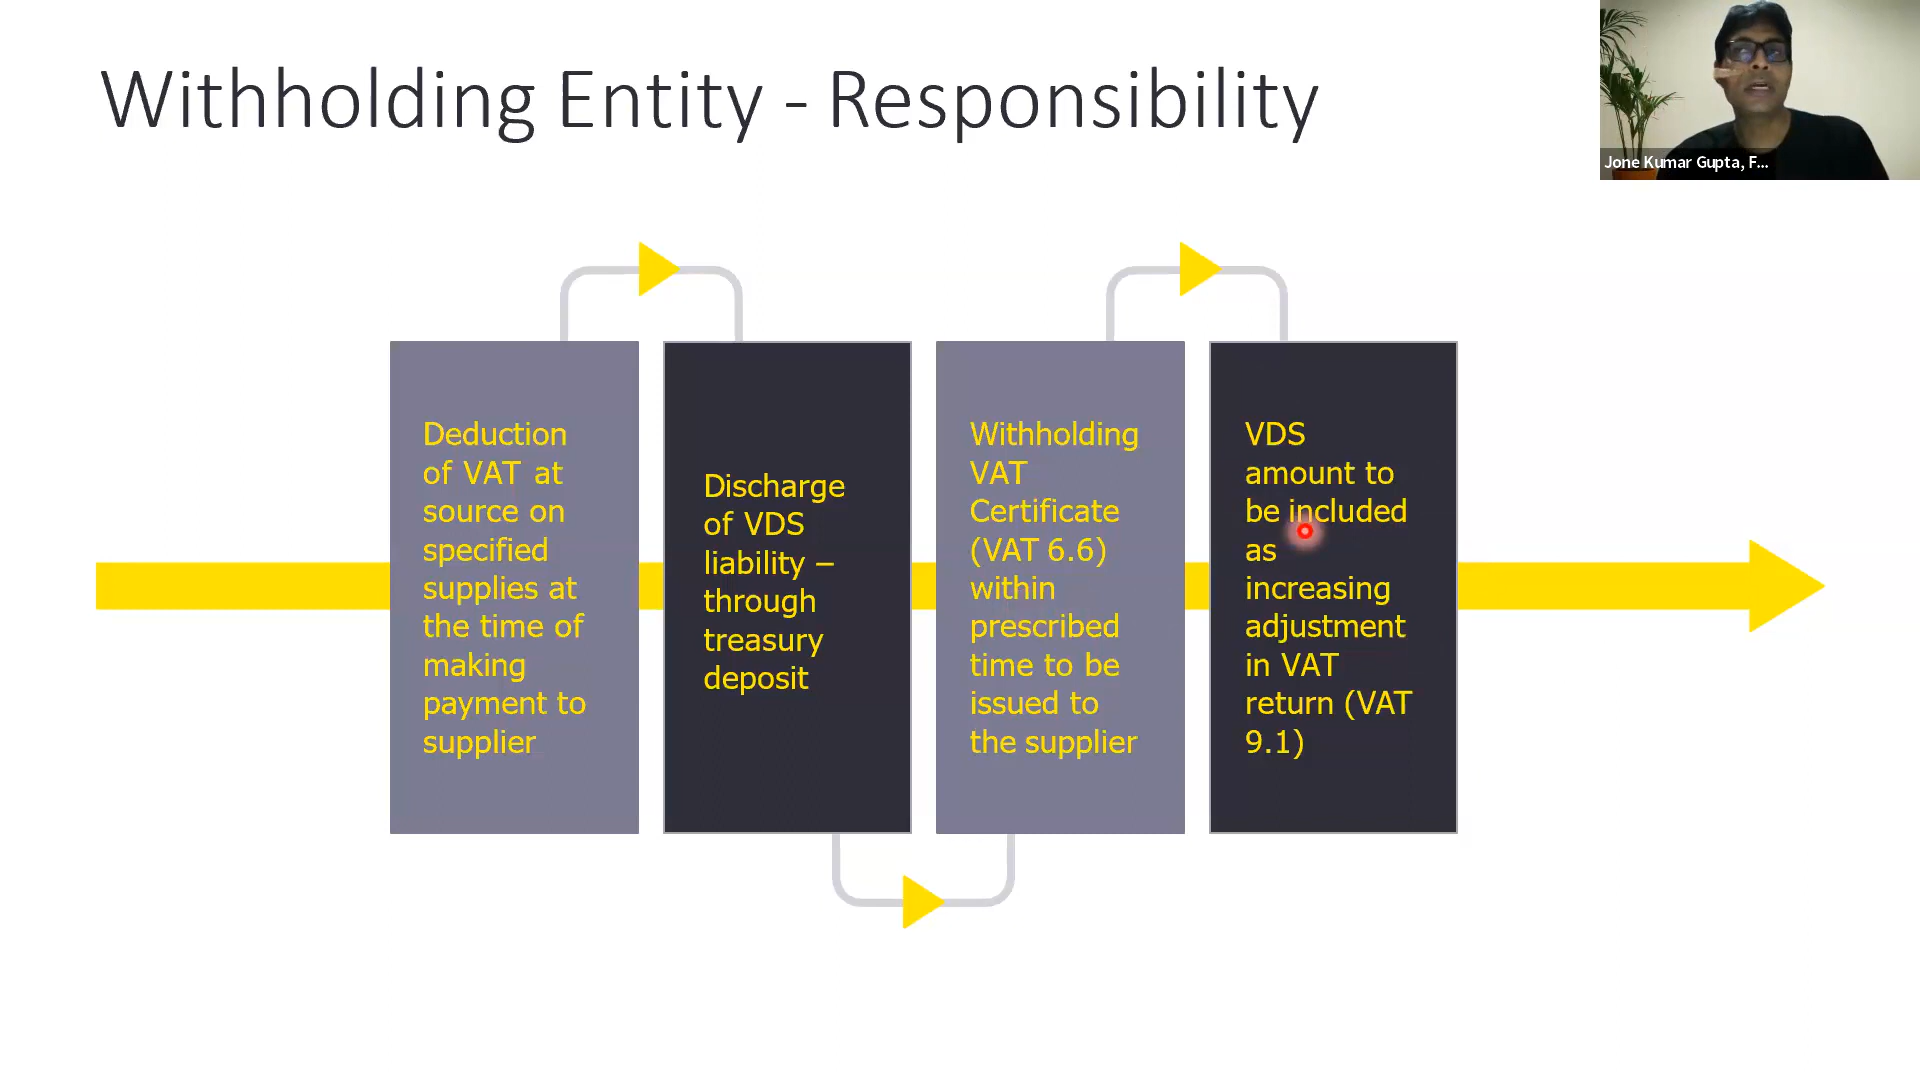 Withholding Entity - Responsibility
Jone Kumar Gupta, F...
Deduction
of VAT at
source on
specified
supplies at
the time of
making
payment to
supplier
Discharge
of VDS
liability –
through
treasury
deposit
Withholding
VAT
Certificate
(VAT 6.6)
within
prescribed
time to be
issued to
the supplier
VDS
amount to
be included
as
increasing
adjustment
in VAT
return (VAT
9.1)